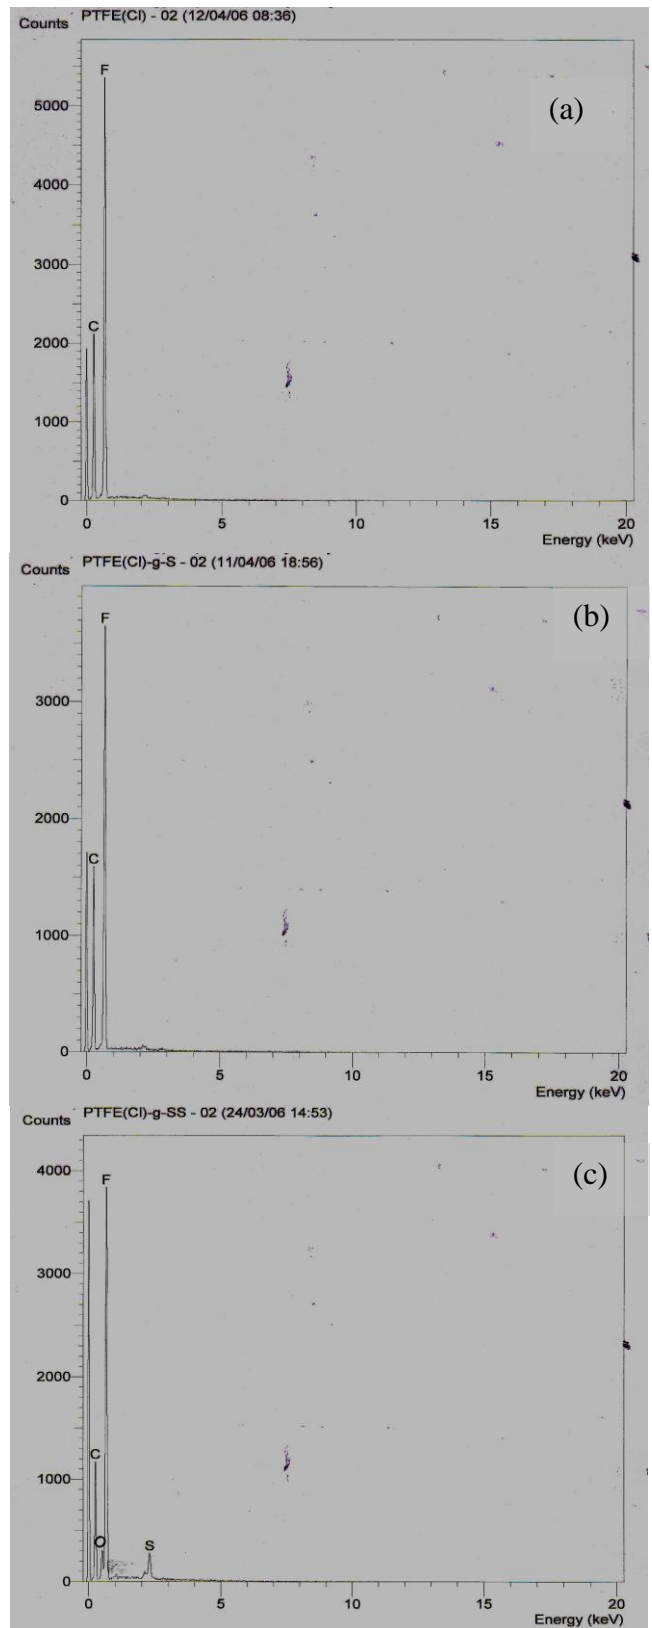 Counts PTFE(Cl) - 02 (12/04/06 08:36)
F
(a)
5000
4000
3000
C
2000
1000
0
0 5 10 15 20
Energy (keV)
Counts PTFE(Cl)-g-S - 02 (11/04/06 18:56)
F
(b)
3000
2000
C
1000
0
0 5 10 15 20
Energy (keV)
Counts PTFE(Cl)-g-SS - 02 (24/03/06 14:53)
4000
F
(c)
3000
2000
C
1000
O
S
0
0 5 10 15 20
Energy (keV)